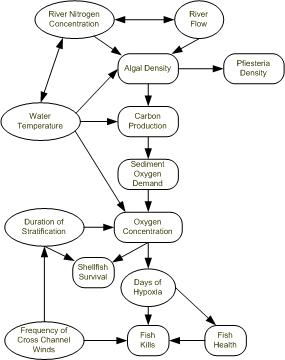 River Nitrogen
Concentration
River
Flow
Algal Density
Pfiesteria
Density
Water
Temperature
Carbon
Production
Sediment
Oxygen
Demand
Duration of
Stratification
Oxygen
Concentration
Shellfish
Survival
Days of
Hypoxia
Frequency of
Cross Channel
Winds
Fish
Kills
Fish
Health